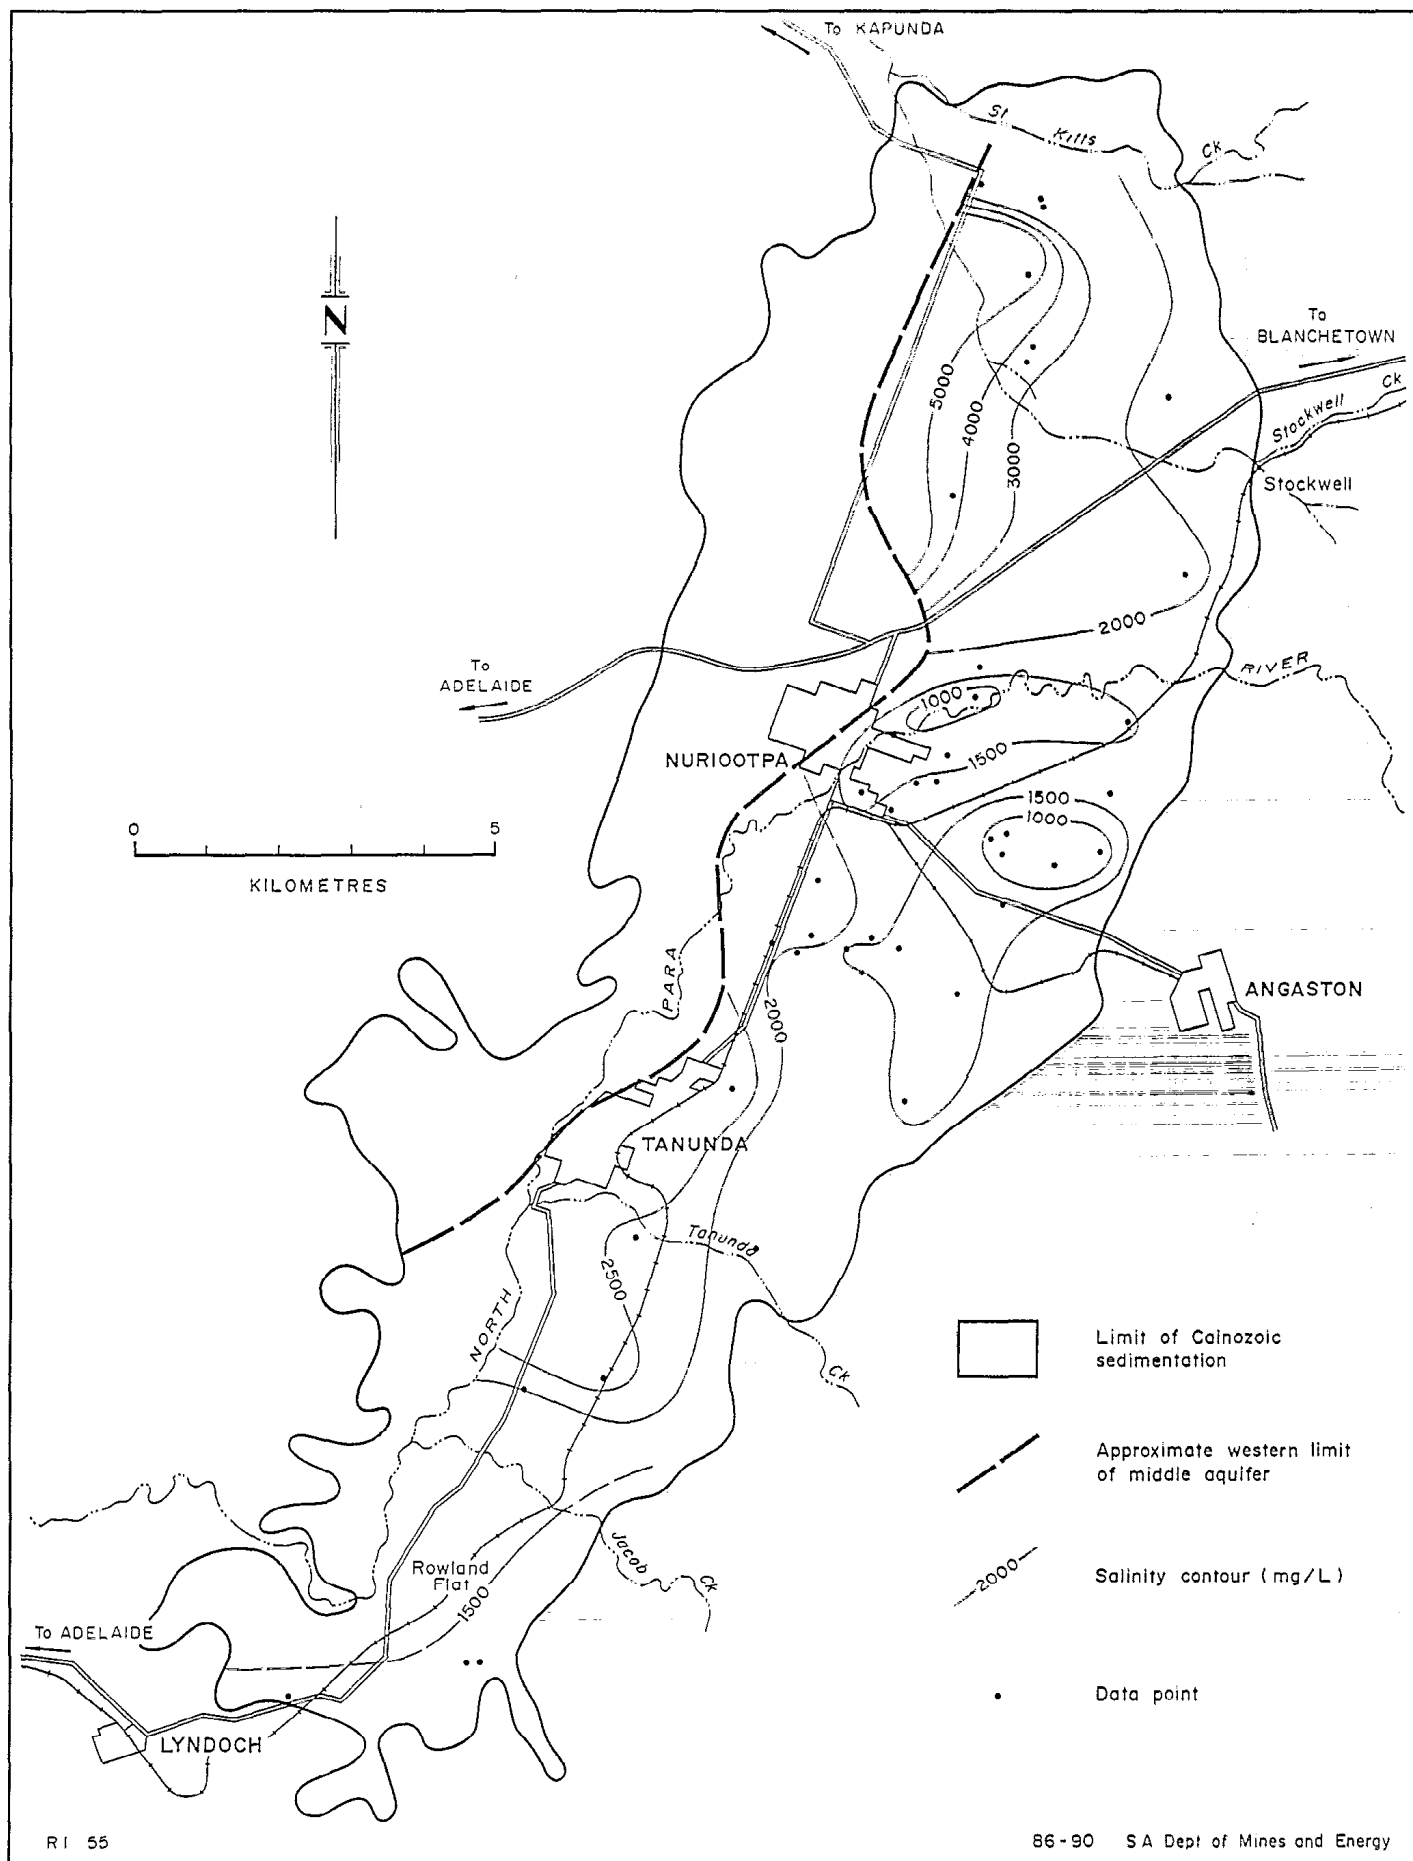 To KAPUNDA
St Kitts Ck
N
To
BLANCHETOWN
Stockwell Ck
Stockwell
5000
4000
3000
2000
To
ADELAIDE
RIVER
1000
NURIOOTPA
1500
1500
1000
0 5
KILOMETRES
PARA
2000
ANGASTON
TANUNDA
Tanunda Ck
2500
NORTH
Limit of Cainozoic
sedimentation
Approximate western limit
of middle aquifer
Jacob Ck
Rowland
Flat
1500
2000
Salinity contour (mg/L)
To ADELAIDE
Data point
LYNDOCH
RI 55
86-90 SA Dept of Mines and Energy